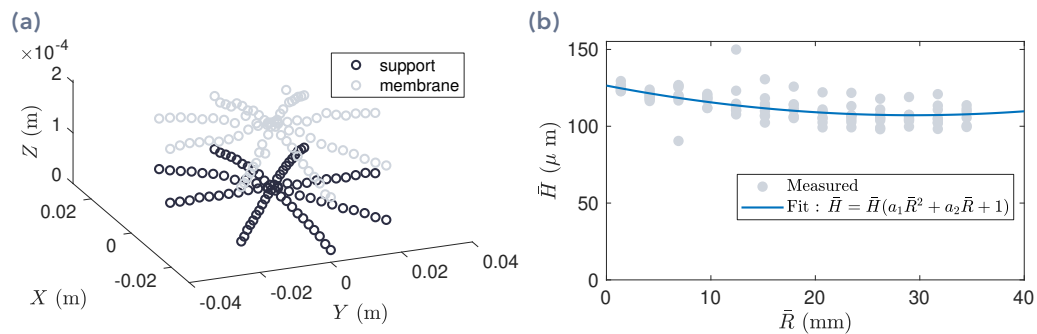 (a)
×10⁻⁴
2
1
0
Z (m)
support
membrane
0.02
0
-0.02
X (m)
-0.04
-0.02
0
0.02
0.04
Y (m)
(b)
150
100
50
0
H̄ (μ m)
Measured
Fit : H̄ = H̄(a₁R̄² + a₂R̄ + 1)
0 10 20 30 40
R̄ (mm)